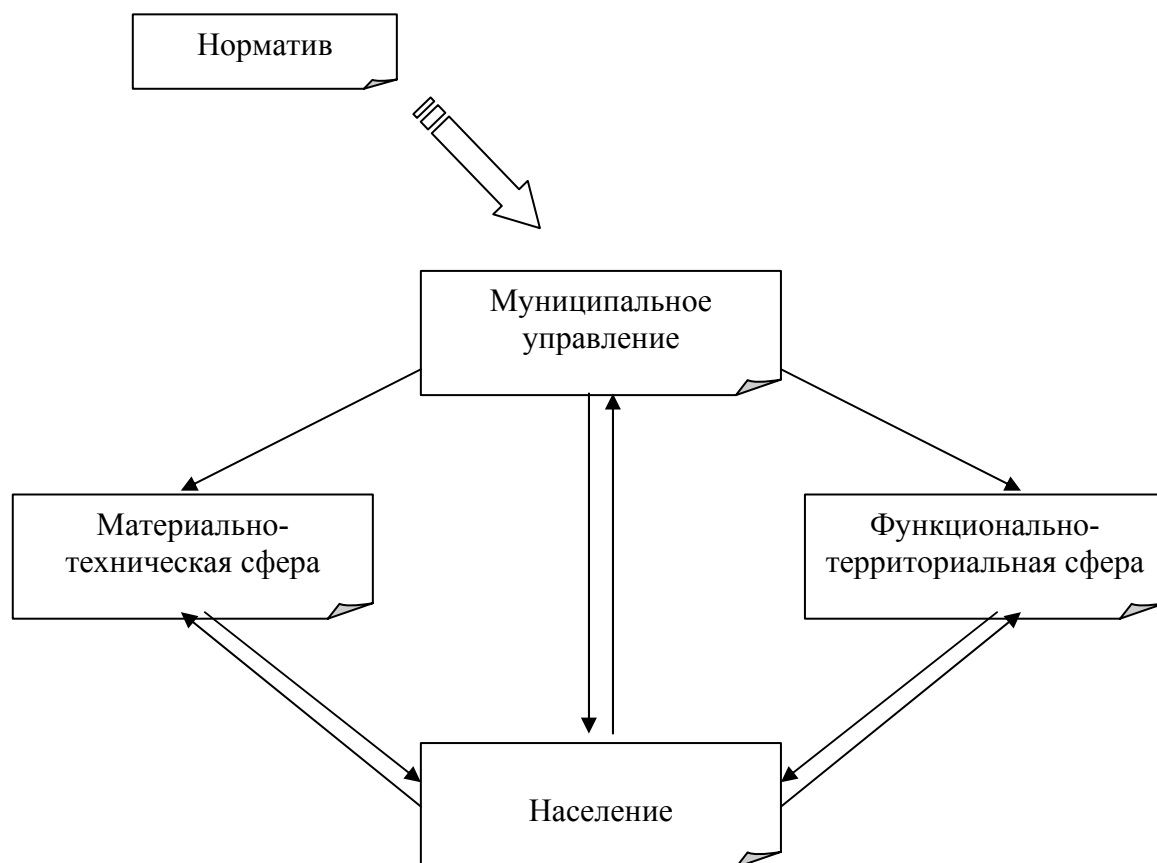 Норматив
Муниципальное
управление
Материально-
техническая сфера
Функционально-
территориальная сфера
Население